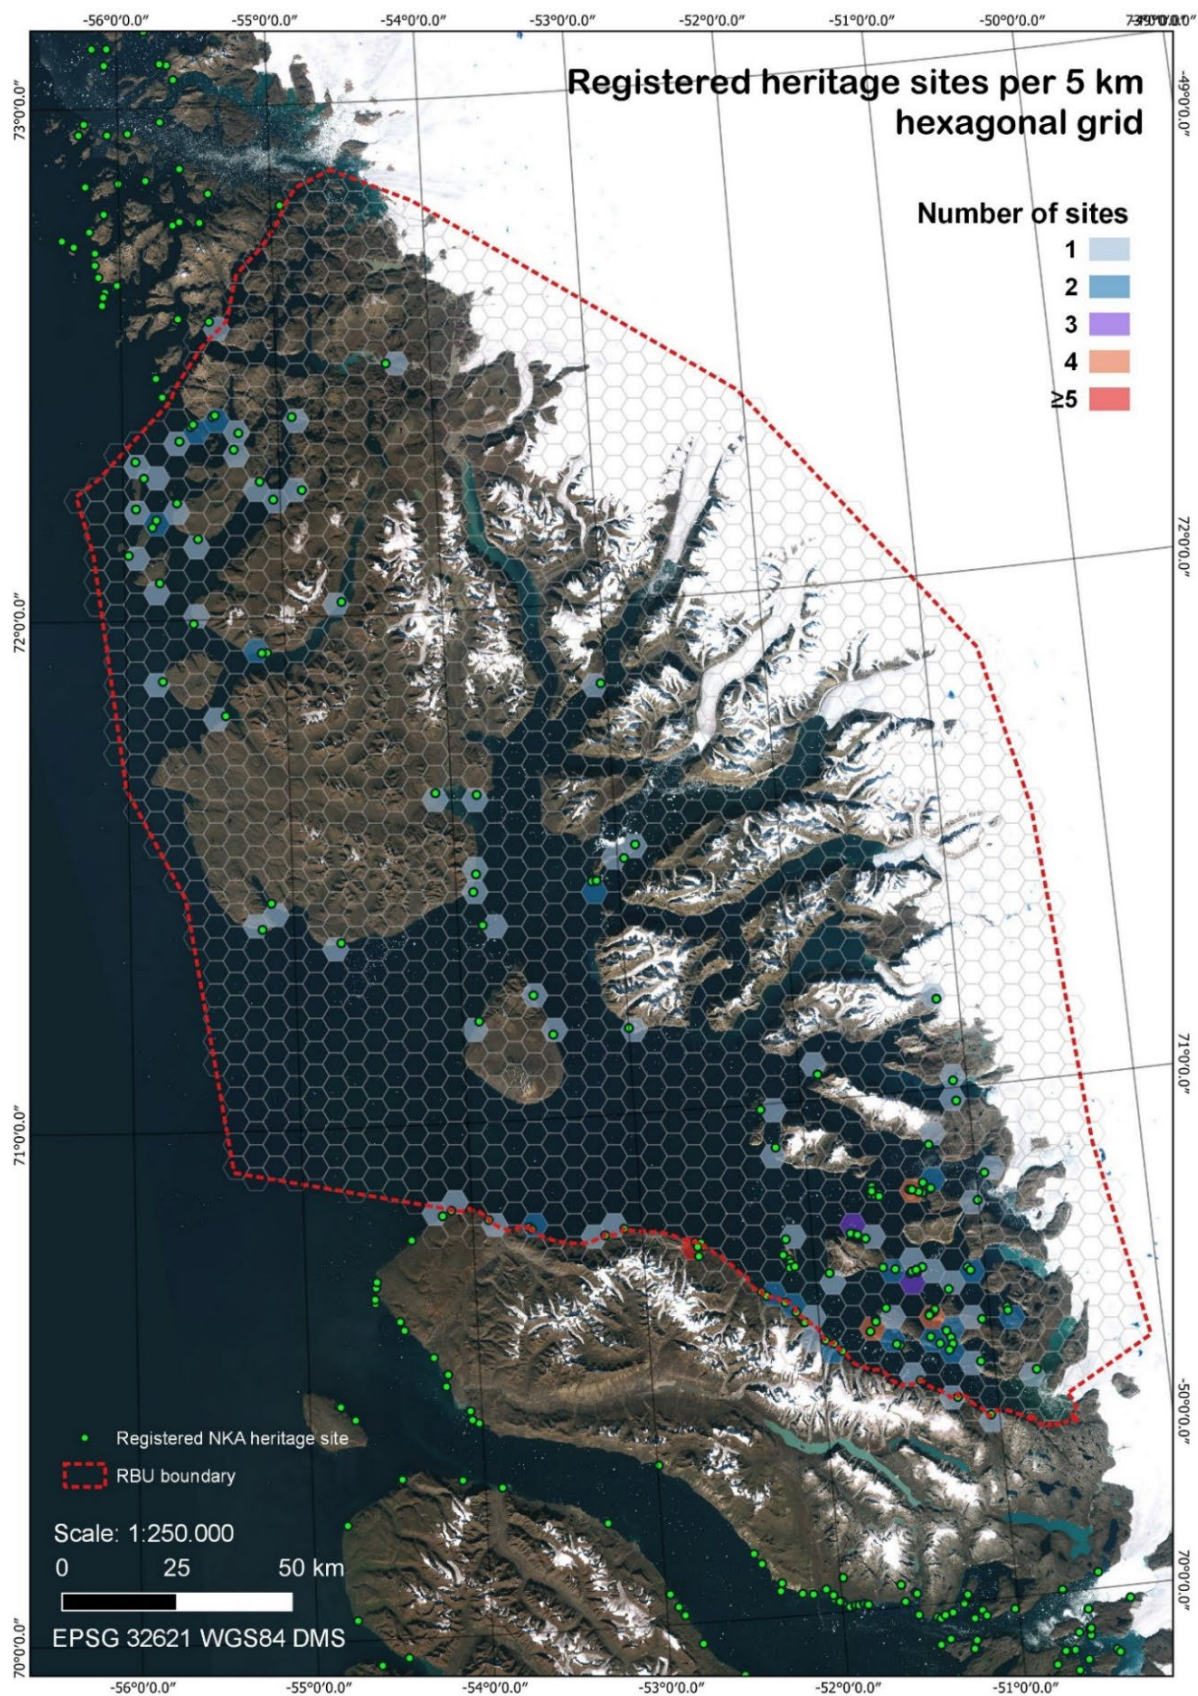 -56°0'0.0" -55°0'0.0" -54°0'0.0" -53°0'0.0" -52°0'0.0" -51°0'0.0" -50°0'0.0"
73°0'0.0"
-49°0'0.0"
Registered heritage sites per 5 km
hexagonal grid
Number of sites
1
2
3
4
≥5
72°0'0.0"
72°0'0.0"
71°0'0.0"
71°0'0.0"
-50°0'0.0"
Registered NKA heritage site
RBU boundary
Scale: 1:250.000
0 25 50 km
EPSG 32621 WGS84 DMS
70°0'0.0"
70°0'0.0"
-56°0'0.0" -55°0'0.0" -54°0'0.0" -53°0'0.0" -52°0'0.0" -51°0'0.0"